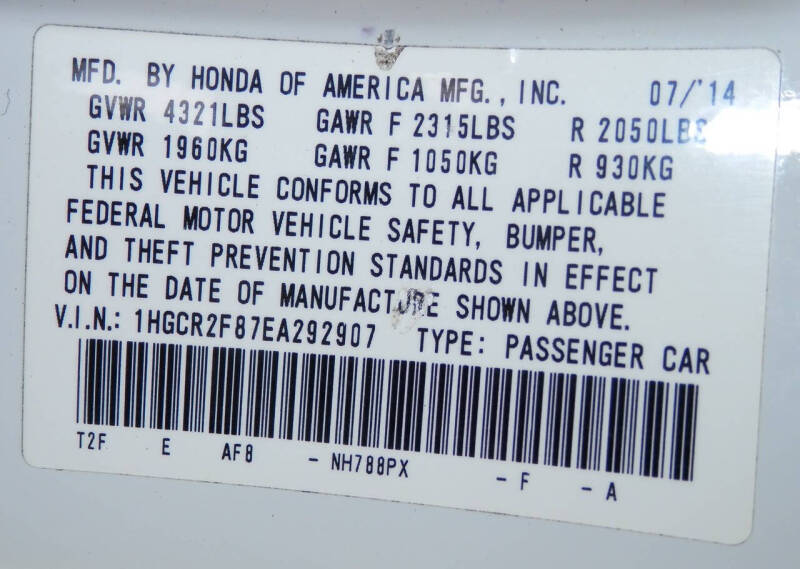 MFD. BY HONDA OF AMERICA MFG., INC. 07/'14
GVWR 4321LBS GAWR F 2315LBS R 2050LBS
GVWR 1960KG GAWR F 1050KG R 930KG
THIS VEHICLE CONFORMS TO ALL APPLICABLE
FEDERAL MOTOR VEHICLE SAFETY, BUMPER,
AND THEFT PREVENTION STANDARDS IN EFFECT
ON THE DATE OF MANUFACTURE SHOWN ABOVE.
V.I.N.: 1HGCR2F87EA292907 TYPE: PASSENGER CAR
T2F E AF8 - NH788PX - F - A